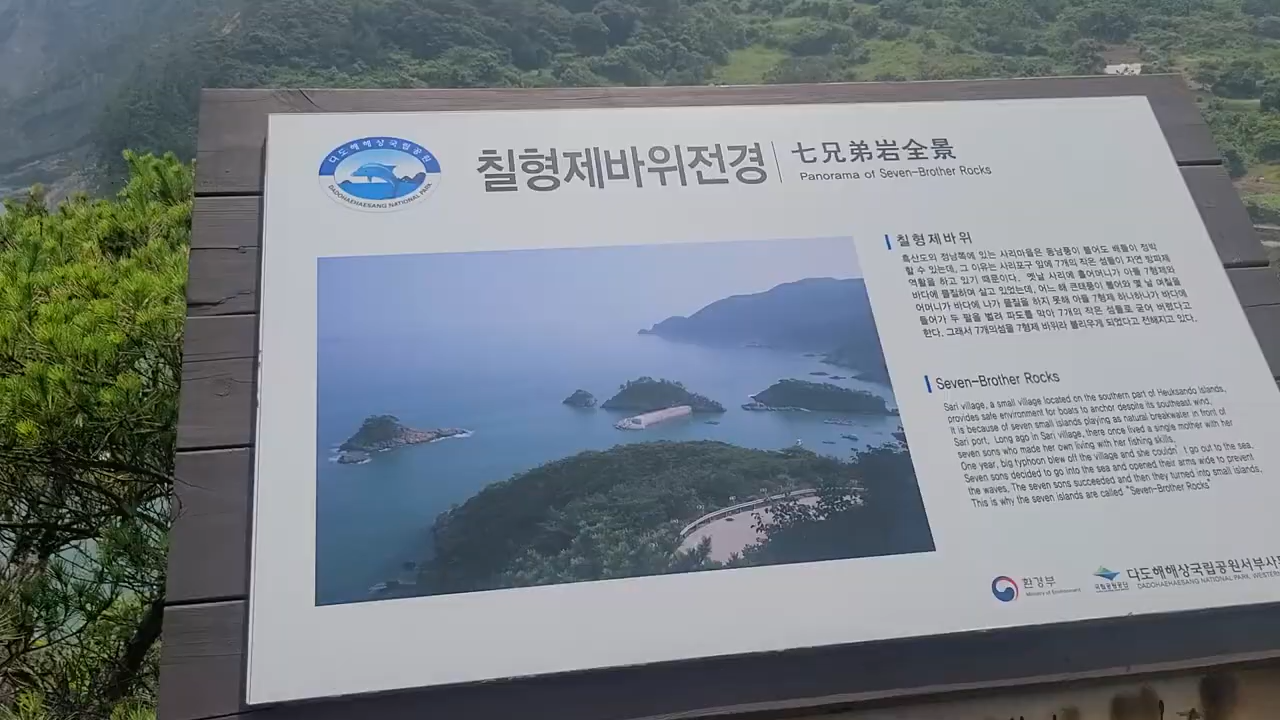 다도해해상국립공원
DADOHAEHAESANG NATIONAL PARK
칠형제바위전경
七兄弟岩全景
Panorama of Seven-Brother Rocks
칠형제바위
흑산도의 정남쪽에 있는 사리마을은 동남풍이 불어도 배들이 정박
할 수 있는데, 그 이유는 사리포구 앞에 7개의 작은 섬들이 자연 방파제
역할을 하고 있기 때문이다. 옛날 사리에 홀어머니가 아들 7형제와
바다에 물질하며 살고 있었는데, 어느 해 큰태풍이 불어와 몇 날 며칠을
어머니가 바다에 나가 물질을 하지 못해 아들 7형제 하나하나가 바다에
들어가 두 팔을 벌려 파도를 막아 7개의 작은 섬들로 굳어 버렸다고
한다. 그래서 7개의섬을 7형제 바위라 불리우게 되었다고 전해지고 있다.
Seven-Brother Rocks
Sari village, a small village located on the southern part of Heuksando Islands,
provides safe environment for boats to anchor despite its southeast wind.
It is because of seven small islands playing as natural breakwater in front of
Sari port. Long ago in Sari village, there once lived a single mother with her
seven sons who made her own living with her fishing skills.
One year, big typhoon blew off the village and she couldn' t go out to the sea.
Seven sons decided to go into the sea and opened their arms wide to prevent
the waves. The seven sons succeeded and then they turned into small islands.
This is why the seven islands are called "Seven-Brother Rocks"
환경부
Ministry of Environment
국립공원공단
다도해해상국립공원서부사무
DADOHAEHAESANG NATIONAL PARK WESTERN